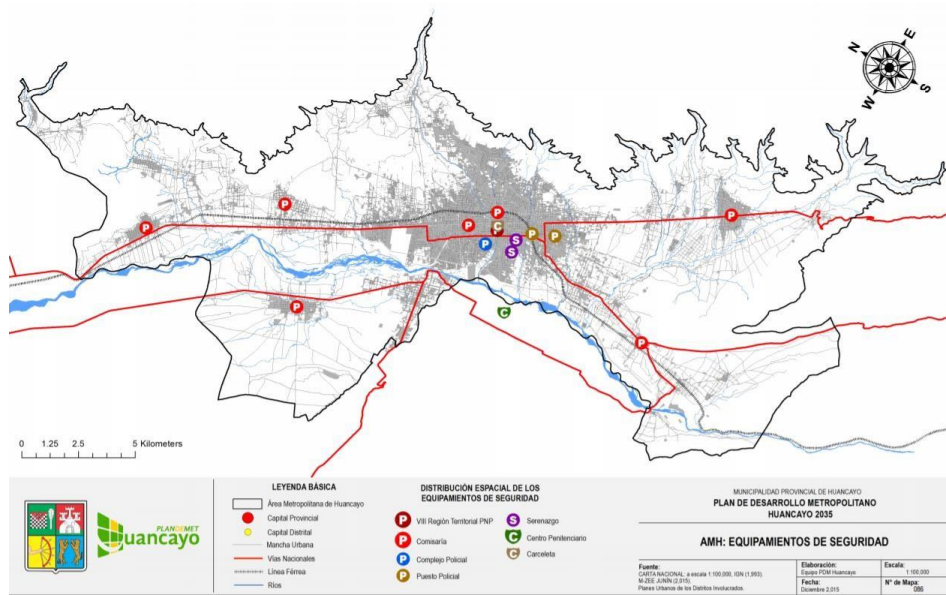 N
E
S
W
P
P
P
P
C
P
P
P
P
S
S
P
P
C
P
0 1.25 2.5 5 Kilometers
PLANDEMET
Huancayo
LEYENDA BÁSICA
Área Metropolitana de Huancayo
Capital Provincial
Capital Distrital
Mancha Urbana
Vías Nacionales
Línea Férrea
Ríos
DISTRIBUCIÓN ESPACIAL DE LOS
EQUIPAMIENTOS DE SEGURIDAD
P VIII Región Territorial PNP
P Comisaría
P Complejo Policial
P Puesto Policial
S Serenazgo
C Centro Penitenciario
C Carceleta
MUNICIPALIDAD PROVINCIAL DE HUANCAYO
PLAN DE DESARROLLO METROPOLITANO
HUANCAYO 2035
AMH: EQUIPAMIENTOS DE SEGURIDAD
Fuente:
CARTA NACIONAL: a escala 1:100,000, IGN (1,993).
M-ZEE JUNÍN (2,015).
Planes Urbanos de los Distritos Involucrados.
Elaboración:
Equipo PDM Huancayo
Escala:
1:100,000
Fecha:
Diciembre 2,015
N° de Mapa:
086